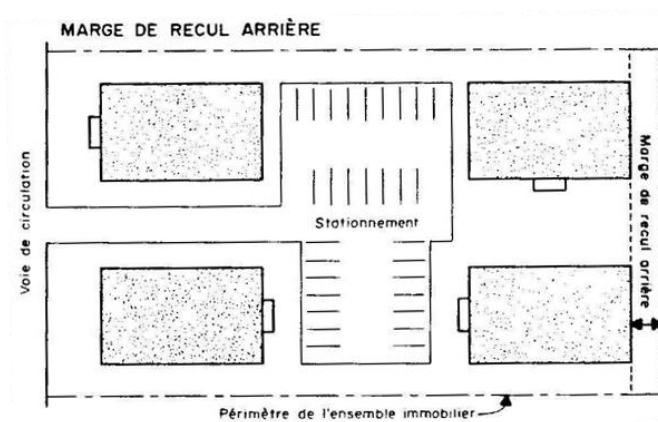 MARGE DE RECUL ARRIÈRE
Voie de circulation
Stationnement
Marge de recul arrière
Périmètre de l'ensemble immobilier